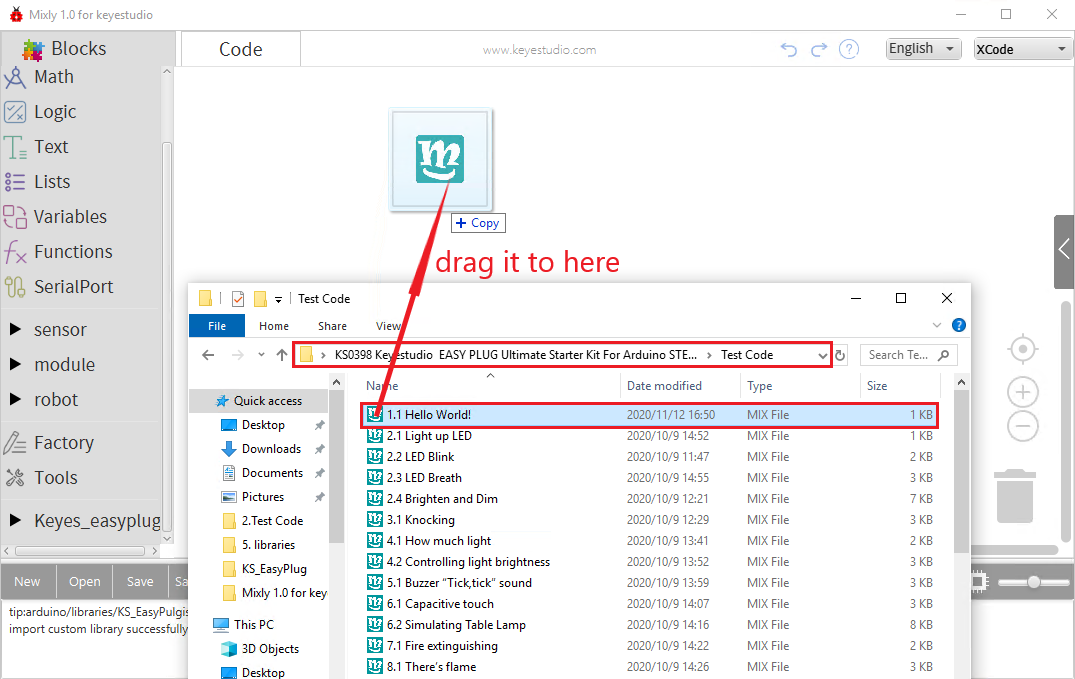 Mixly 1.0 for keyestudio
Blocks
Code
www.keyestudio.com
?
English
XCode
Math
Logic
Text
Lists
Variables
Functions
SerialPort
sensor
module
robot
Factory
Tools
Keyes_easyplug
m
+ Copy
drag it to here
New
Open
Save
Sa
tip:arduino/libraries/KS_EasyPulgis
import custom library successfully
Test Code
File
Home
Share
View
?
KS0398 Keyestudio EASY PLUG Ultimate Starter Kit For Arduino STE...
Test Code
Search Te...
Name
Date modified
Type
Size
Quick access
Desktop
Downloads
Documents
Pictures
2.Test Code
5. libraries
KS_EasyPlug
Mixly 1.0 for key
This PC
3D Objects
Desktop
1.1 Hello World! 2020/11/12 16:50 MIX File 1 KB
2.1 Light up LED 2020/10/9 14:52 MIX File 1 KB
2.2 LED Blink 2020/10/9 11:47 MIX File 2 KB
2.3 LED Breath 2020/10/9 14:55 MIX File 3 KB
2.4 Brighten and Dim 2020/10/9 12:21 MIX File 7 KB
3.1 Knocking 2020/10/9 12:29 MIX File 3 KB
4.1 How much light 2020/10/9 13:41 MIX File 2 KB
4.2 Controlling light brightness 2020/10/9 13:52 MIX File 3 KB
5.1 Buzzer “Tick,tick” sound 2020/10/9 13:59 MIX File 3 KB
6.1 Capacitive touch 2020/10/9 14:07 MIX File 3 KB
6.2 Simulating Table Lamp 2020/10/9 14:16 MIX File 8 KB
7.1 Fire extinguishing 2020/10/9 14:22 MIX File 2 KB
8.1 There's flame 2020/10/9 14:26 MIX File 3 KB